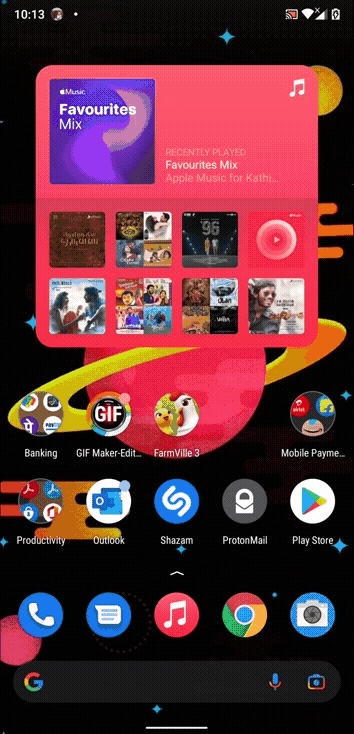 10:13
Music
Favourites
Mix
RECENTLY PLAYED
Favourites Mix
Apple Music for Kathi...
96
Banking
GIF
GIF Maker-Edit...
FarmVille 3
airtel
Mobile Payme...
Productivity
Outlook
Shazam
ProtonMail
Play Store